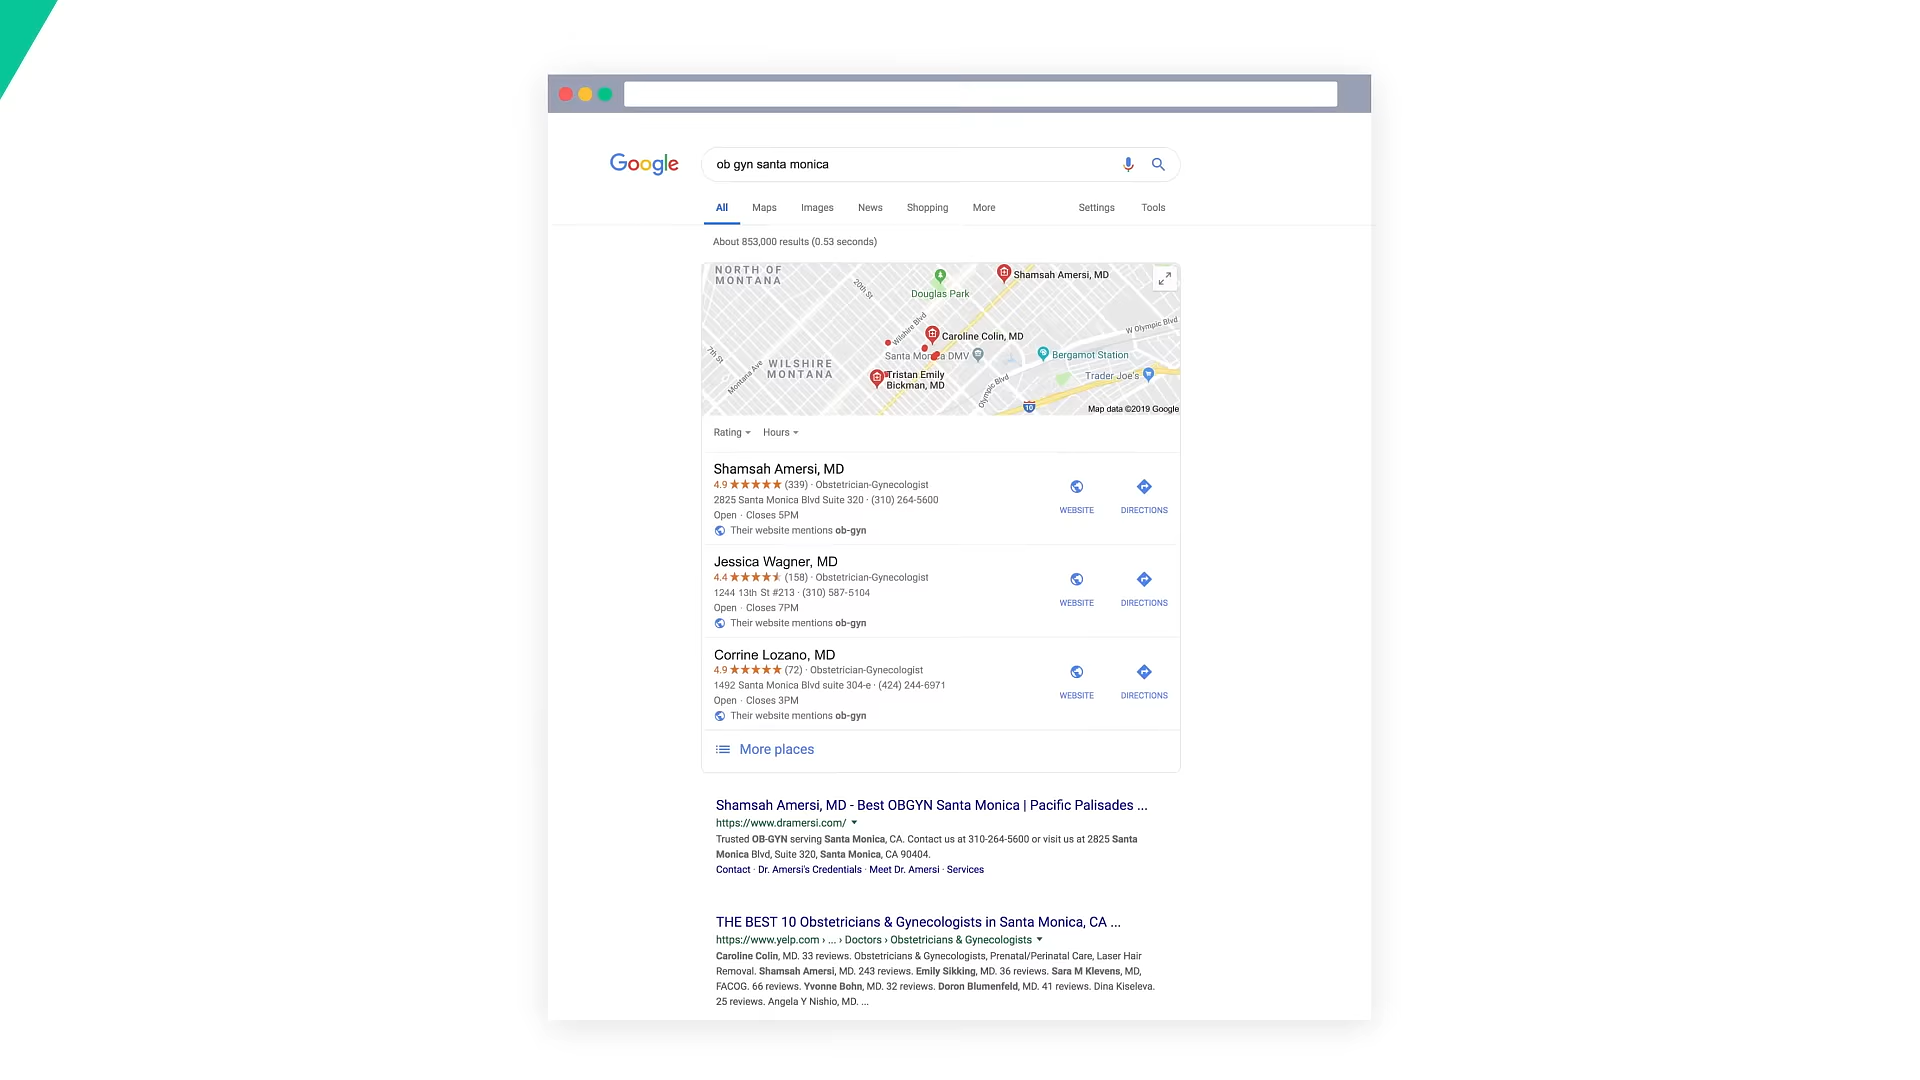 Google
ob gyn santa monica
All Maps Images News Shopping More Settings Tools
About 853,000 results (0.53 seconds)
NORTH OF
MONTANA
20th St
Douglas Park
Shamsah Amersi, MD
Wilshire Blvd
Caroline Colin, MD
W Olympic Blvd
7th St
Montana Ave
WILSHIRE
MONTANA
Santa Monica DMV
Bergamot Station
Tristan Emily
Bickman, MD
Olympic Blvd
Trader Joe's
10
Map data ©2019 Google
Rating Hours
Shamsah Amersi, MD
4.9 ★★★★★ (339) · Obstetrician-Gynecologist
2825 Santa Monica Blvd Suite 320 · (310) 264-5600
Open · Closes 5PM
Their website mentions ob-gyn
WEBSITE DIRECTIONS
Jessica Wagner, MD
4.4 ★★★★★ (158) · Obstetrician-Gynecologist
1244 13th St #213 · (310) 587-5104
Open · Closes 7PM
Their website mentions ob-gyn
WEBSITE DIRECTIONS
Corrine Lozano, MD
4.9 ★★★★★ (72) · Obstetrician-Gynecologist
1492 Santa Monica Blvd suite 304-e · (424) 244-6971
Open · Closes 3PM
Their website mentions ob-gyn
WEBSITE DIRECTIONS
More places
Shamsah Amersi, MD - Best OBGYN Santa Monica | Pacific Palisades ...
https://www.dramersi.com/
Trusted OB-GYN serving Santa Monica, CA. Contact us at 310-264-5600 or visit us at 2825 Santa
Monica Blvd, Suite 320, Santa Monica, CA 90404.
Contact · Dr. Amersi's Credentials · Meet Dr. Amersi · Services
THE BEST 10 Obstetricians & Gynecologists in Santa Monica, CA ...
https://www.yelp.com › ... › Doctors › Obstetricians & Gynecologists
Caroline Colin, MD. 33 reviews. Obstetricians & Gynecologists, Prenatal/Perinatal Care, Laser Hair
Removal. Shamsah Amersi, MD. 243 reviews. Emily Sikking, MD. 36 reviews. Sara M Klevens, MD,
FACOG. 66 reviews. Yvonne Bohn, MD. 32 reviews. Doron Blumenfeld, MD. 41 reviews. Dina Kiseleva.
25 reviews. Angela Y Nishio, MD. ...